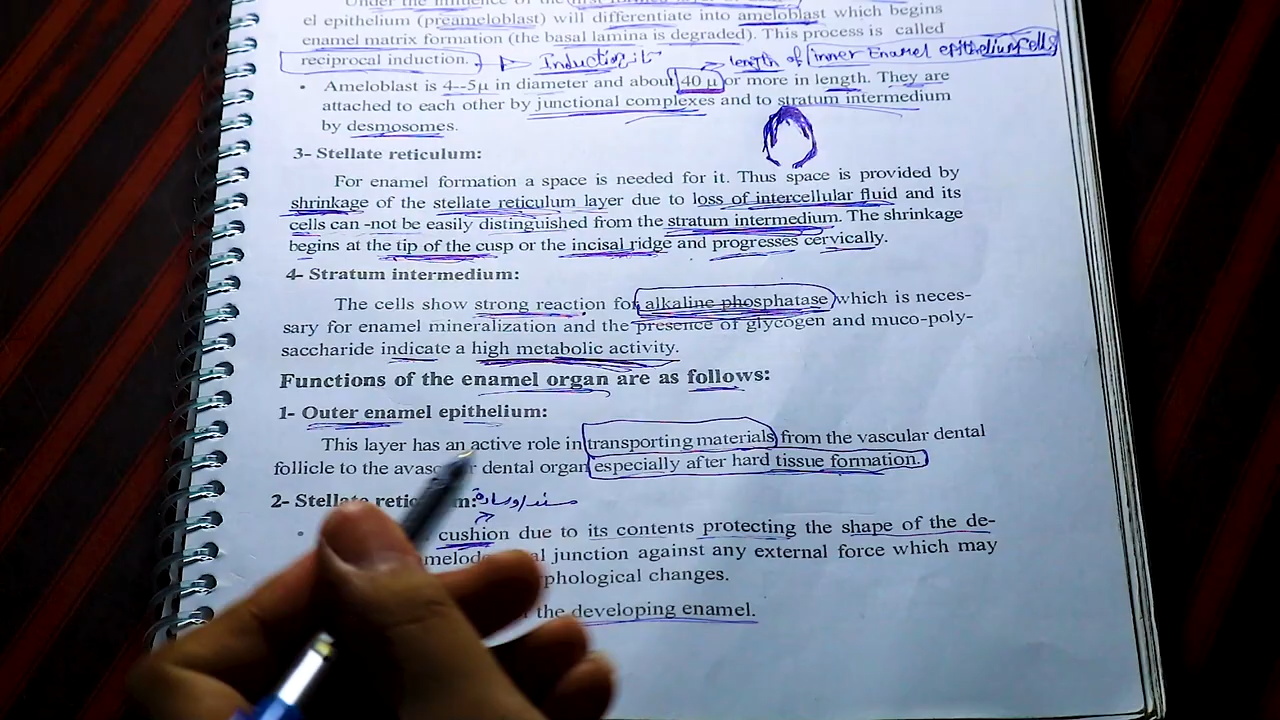 el epithelium (preameloblast) will differentiate into ameloblast which begins
enamel matrix formation (the basal lamina is degraded). This process is called
reciprocal induction. Induction
length of inner Enamel epithelium cells
• Ameloblast is 4--5µ in diameter and about 40 µ or more in length. They are
attached to each other by junctional complexes and to stratum intermedium
by desmosomes.
3- Stellate reticulum:
For enamel formation a space is needed for it. Thus space is provided by
shrinkage of the stellate reticulum layer due to loss of intercellular fluid and its
cells can -not be easily distinguished from the stratum intermedium. The shrinkage
begins at the tip of the cusp or the incisal ridge and progresses cervically.
4- Stratum intermedium:
The cells show strong reaction for alkaline phosphatase which is neces-
sary for enamel mineralization and the presence of glycogen and muco-poly-
saccharide indicate a high metabolic activity.
Functions of the enamel organ are as follows:
1- Outer enamel epithelium:
This layer has an active role in transporting materials from the vascular dental
follicle to the dental organ especially after hard tissue formation.
2- Stellate مسند/وسادة
cushion due to its contents protecting the shape of the de-
junction against any external force which may
changes.
the developing enamel.